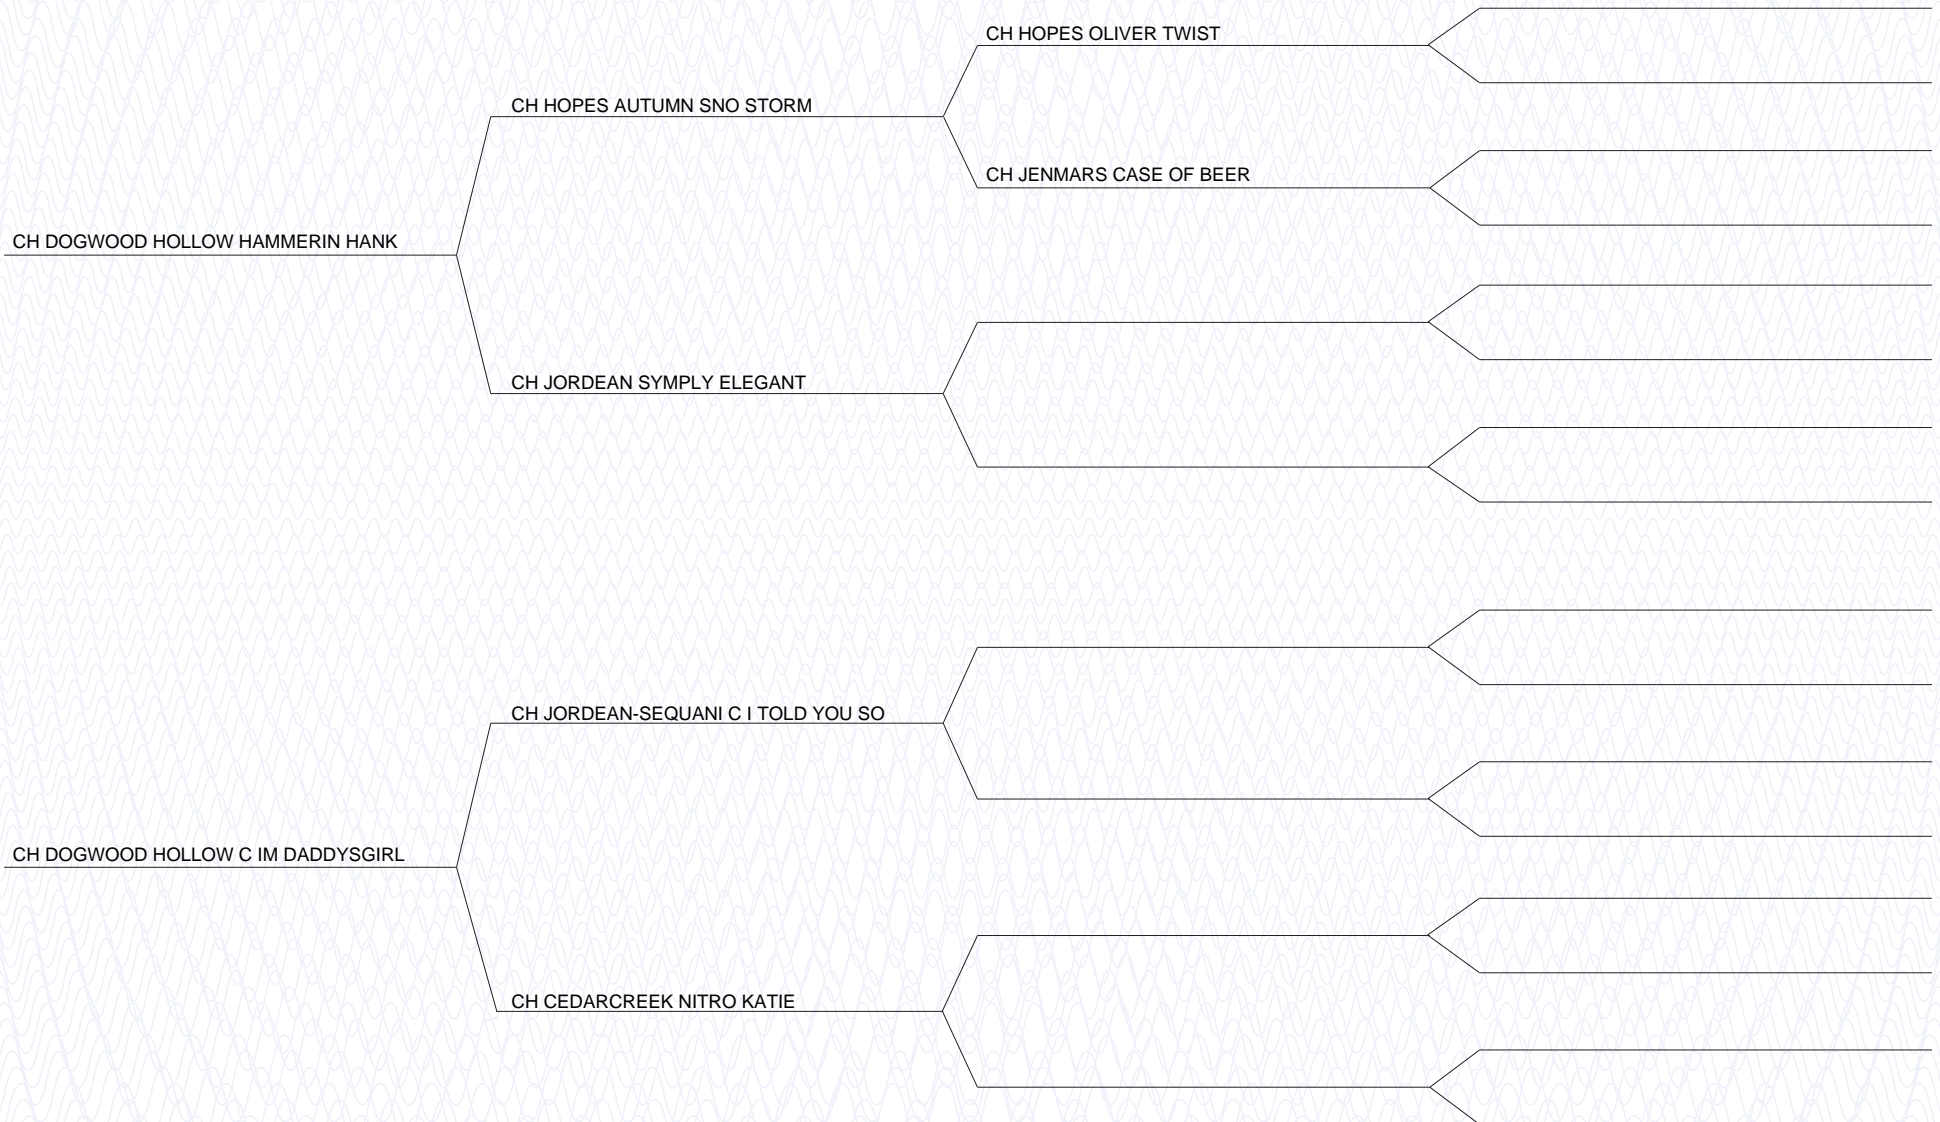 CH HOPES OLIVER TWIST
CH HOPES AUTUMN SNO STORM
CH JENMARS CASE OF BEER
CH DOGWOOD HOLLOW HAMMERIN HANK
CH JORDEAN SYMPLY ELEGANT
CH JORDEAN-SEQUANI C I TOLD YOU SO
CH DOGWOOD HOLLOW C IM DADDYSGIRL
CH CEDARCREEK NITRO KATIE